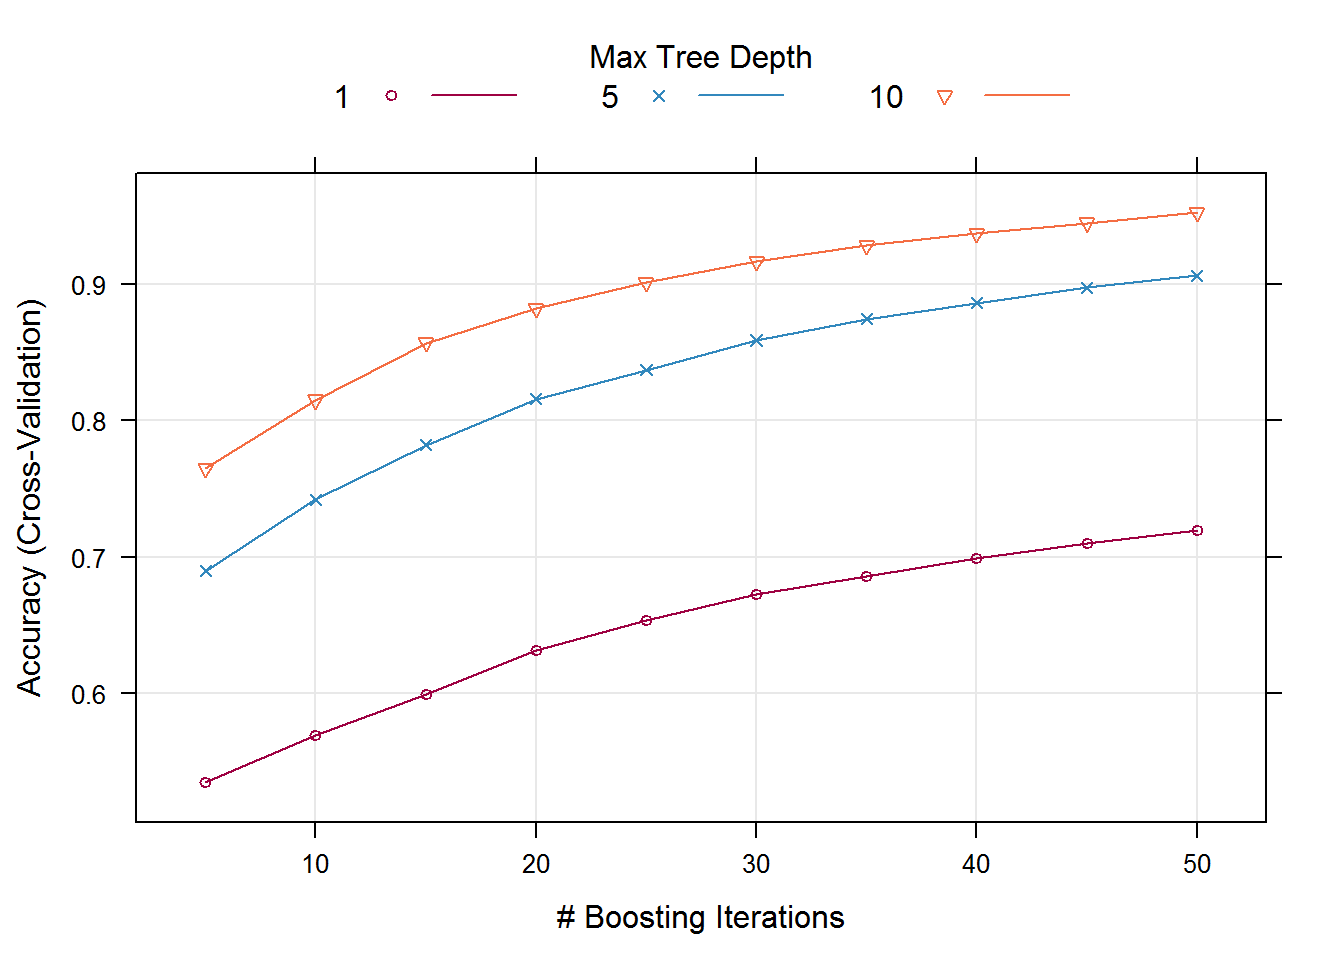 Max Tree Depth
1 5 10
0.9
0.8
0.7
0.6
Accuracy (Cross-Validation)
10 20 30 40 50
# Boosting Iterations